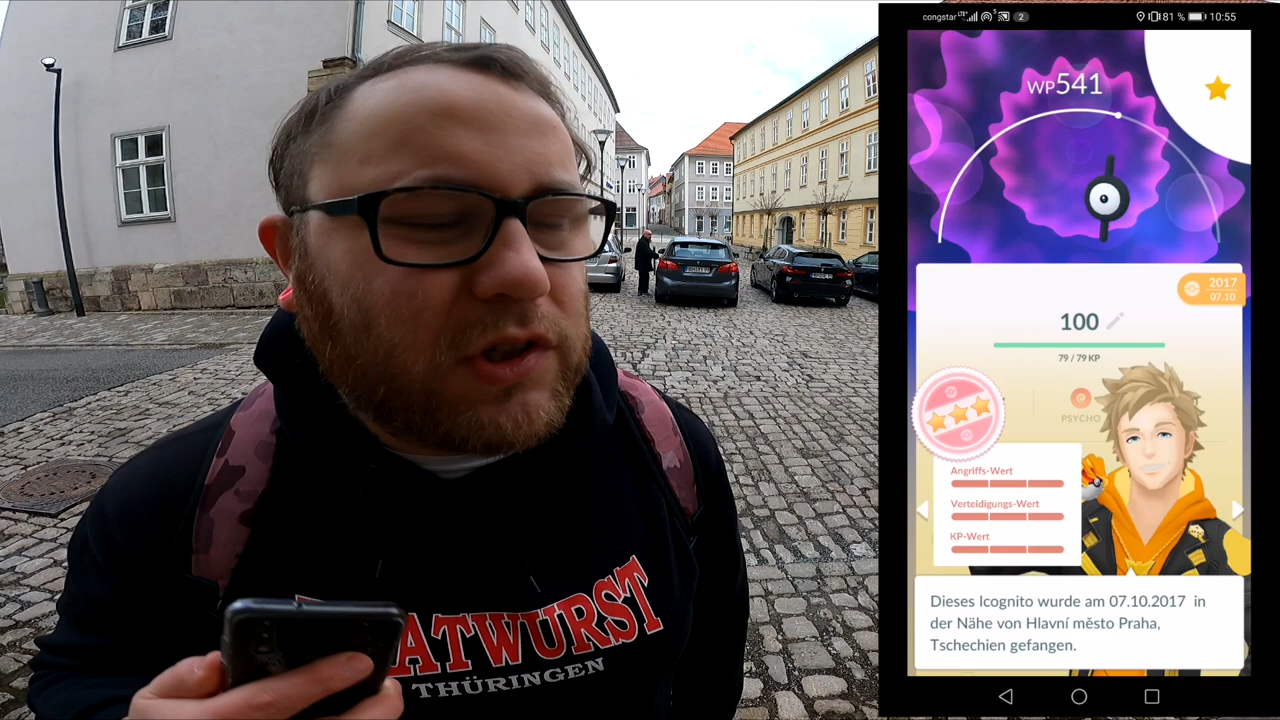 congstar
2
81 %
10:55
WP541
2017
07.10
100
79 / 79 KP
PSYCHO
Angriffs-Wert
Verteidigungs-Wert
KP-Wert
Dieses Icognito wurde am 07.10.2017 in
der Nähe von Hlavní město Praha,
Tschechien gefangen.
ATWURST
THÜRINGEN